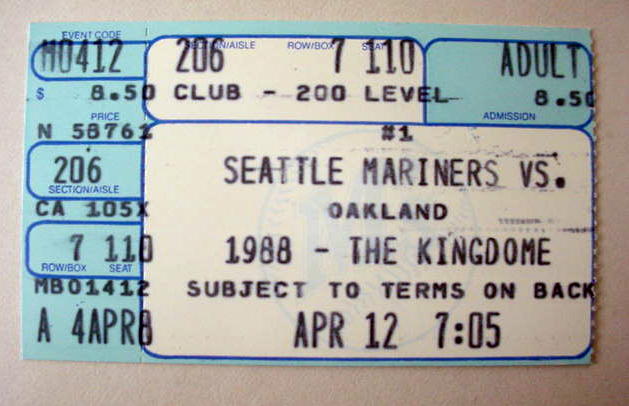 EVENT CODE
M0412
$ 8.50
PRICE
N 58761
206
SECTION/AISLE
CA 105X
7 110
ROW/BOX SEAT
MB01412
A 4APR8
SECTION/AISLE ROW/BOX SEAT
206 7 110 ADULT
CLUB - 200 LEVEL 8.50
ADMISSION
#1
SEATTLE MARINERS VS.
OAKLAND
1988 - THE KINGDOME
SUBJECT TO TERMS ON BACK
APR 12 7:05